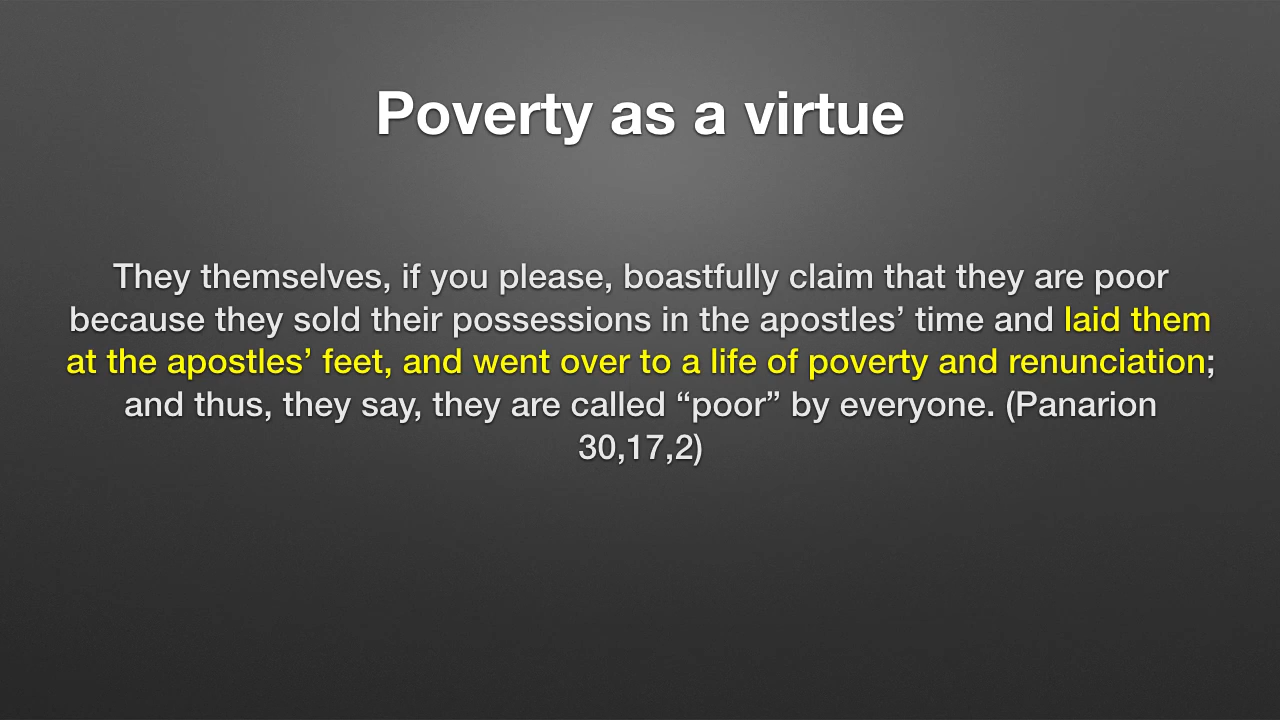 Poverty as a virtue
They themselves, if you please, boastfully claim that they are poor
because they sold their possessions in the apostles’ time and laid them
at the apostles’ feet, and went over to a life of poverty and renunciation;
and thus, they say, they are called “poor” by everyone. (Panarion
30,17,2)